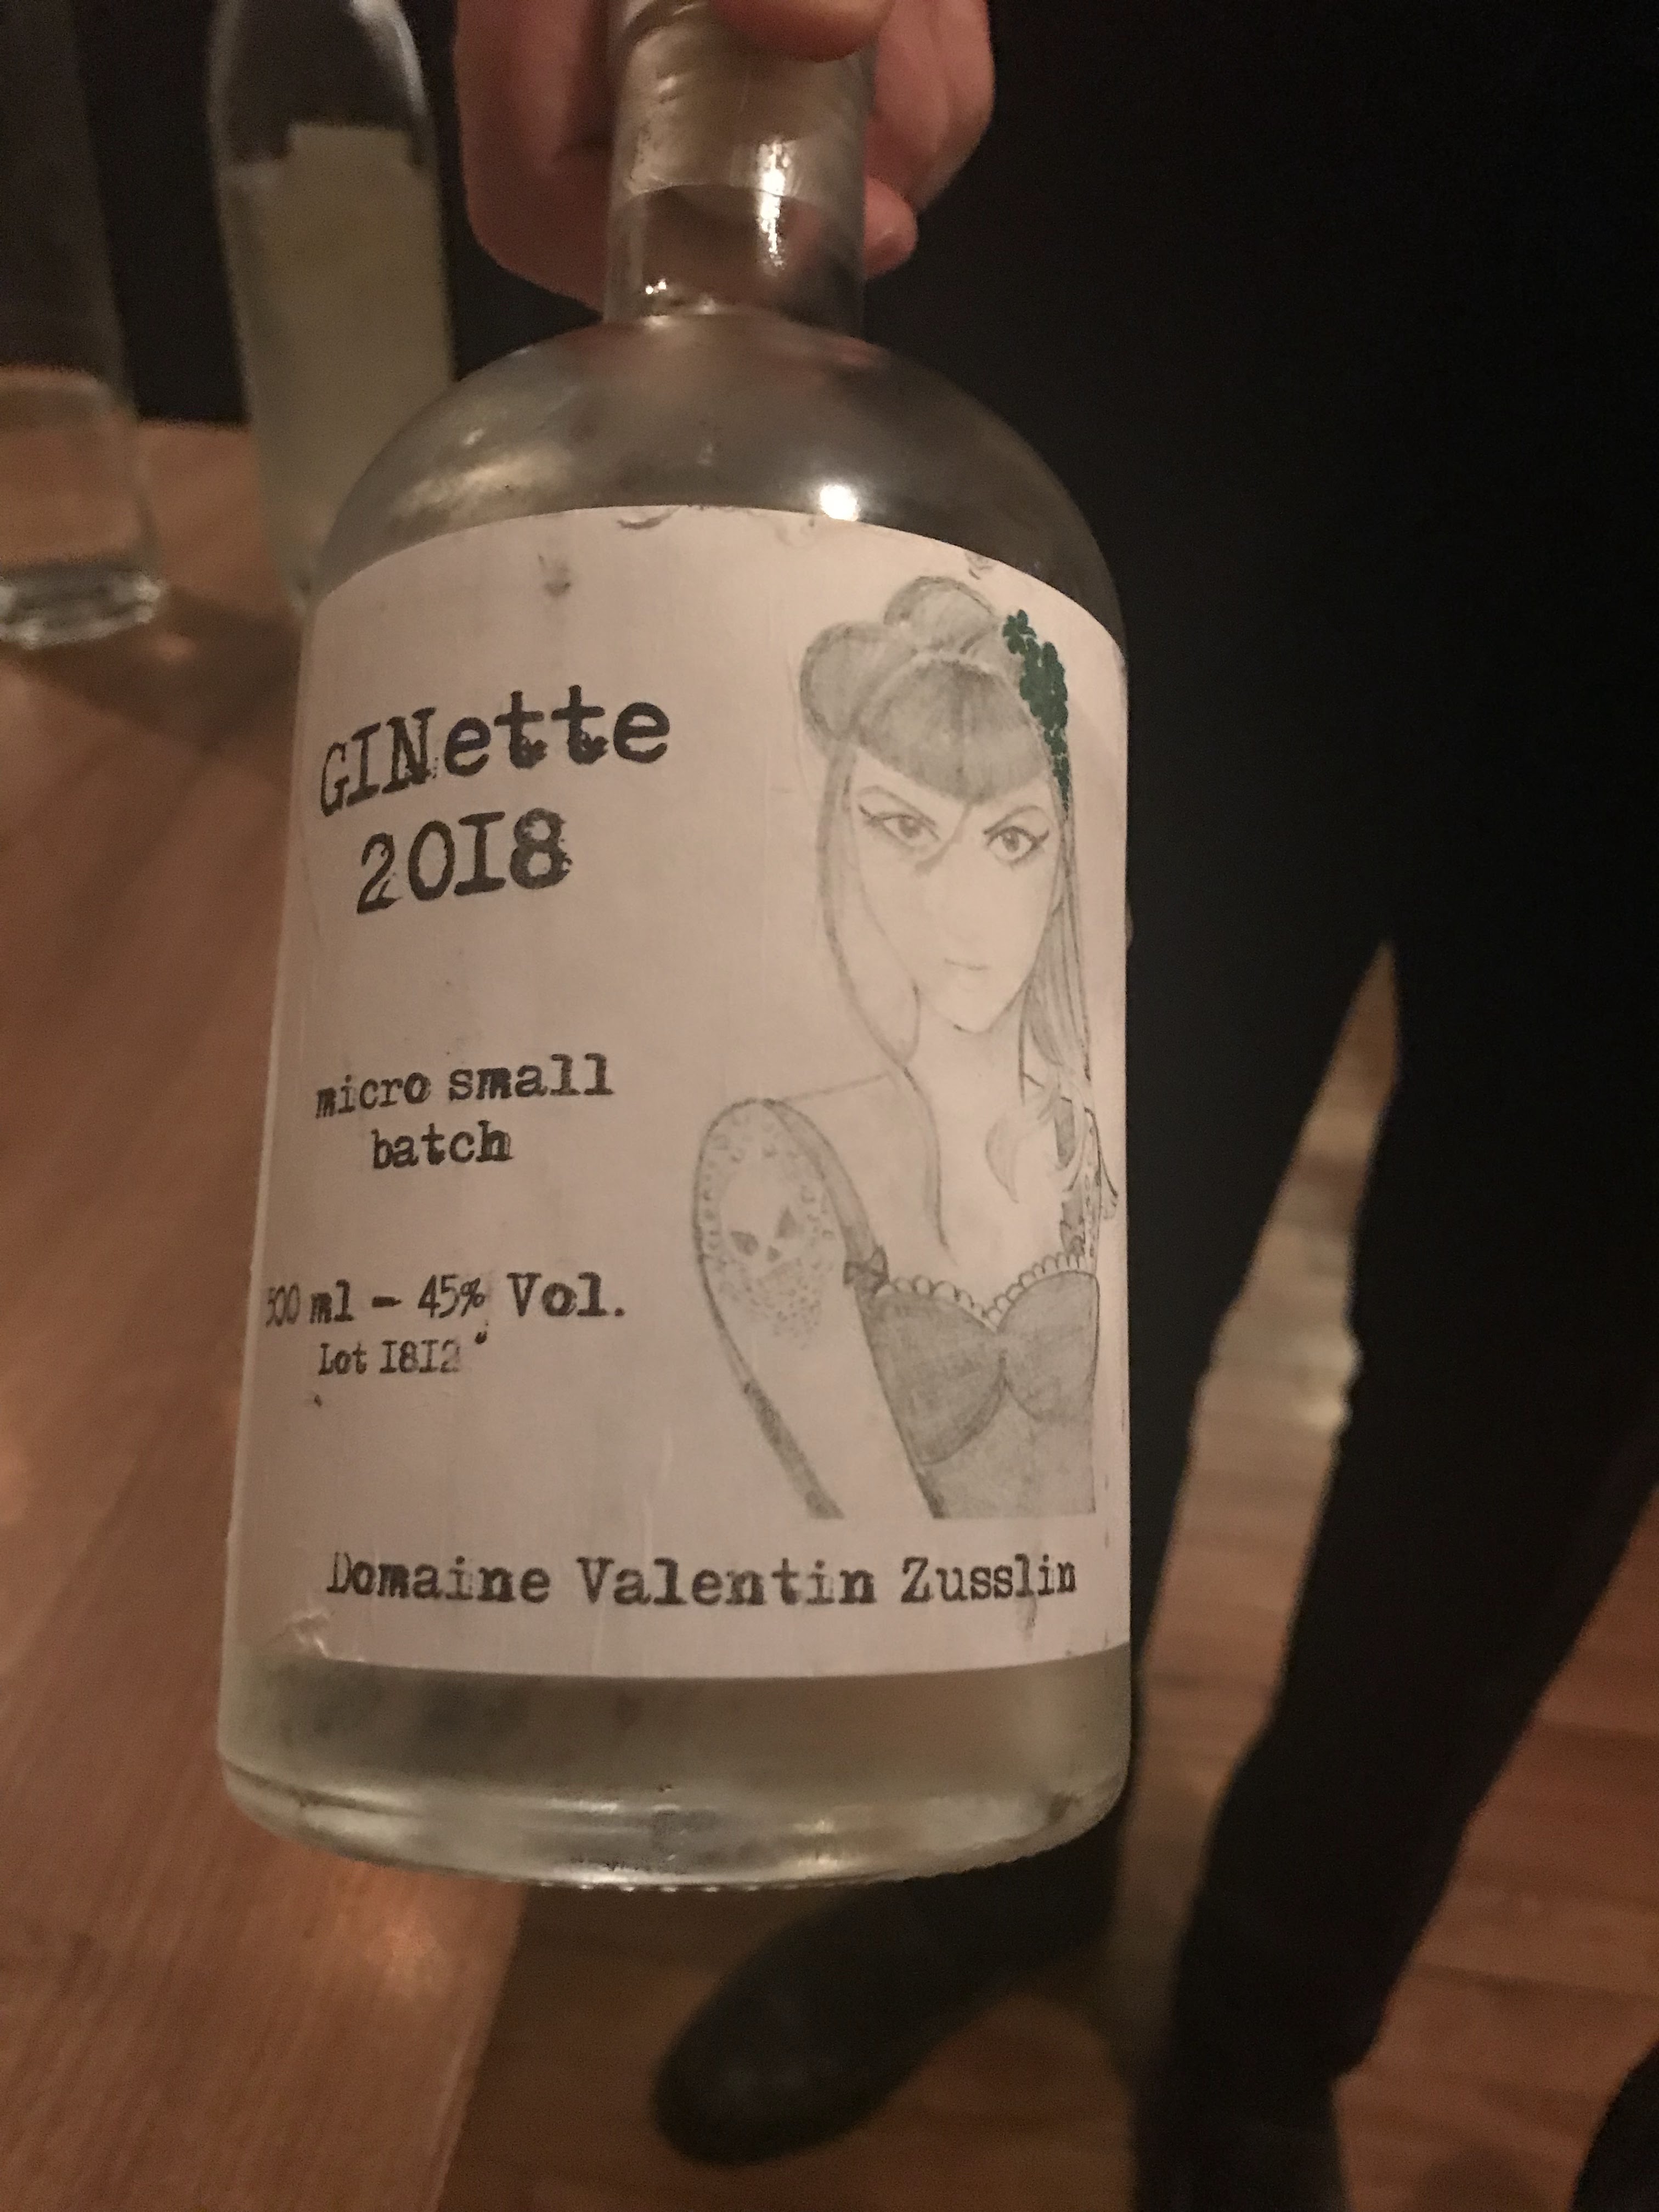 GINette
2018
micro small
batch
500 ml - 45% Vol.
Lot 1812
Domaine Valentin Zusslin